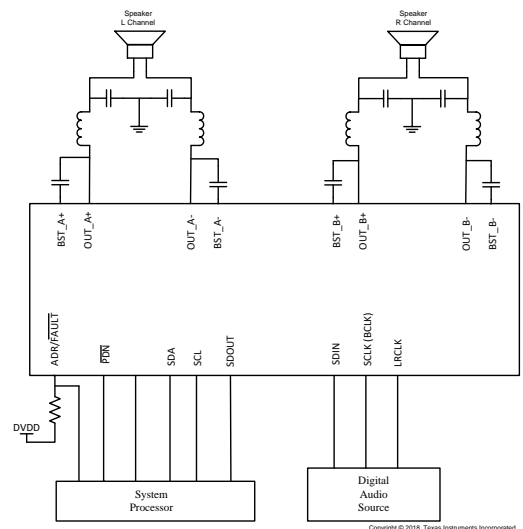 Speaker
L Channel
Speaker
R Channel
BST_A+
OUT_A+
OUT_A-
BST_A-
BST_B+
OUT_B+
OUT_B-
BST_B-
ADR/FAULT
PDN
SDA
SCL
SDOUT
SDIN
SCLK (BCLK)
LRCLK
DVDD
System
Processor
Digital
Audio
Source
Copyright © 2018, Texas Instruments Incorporated